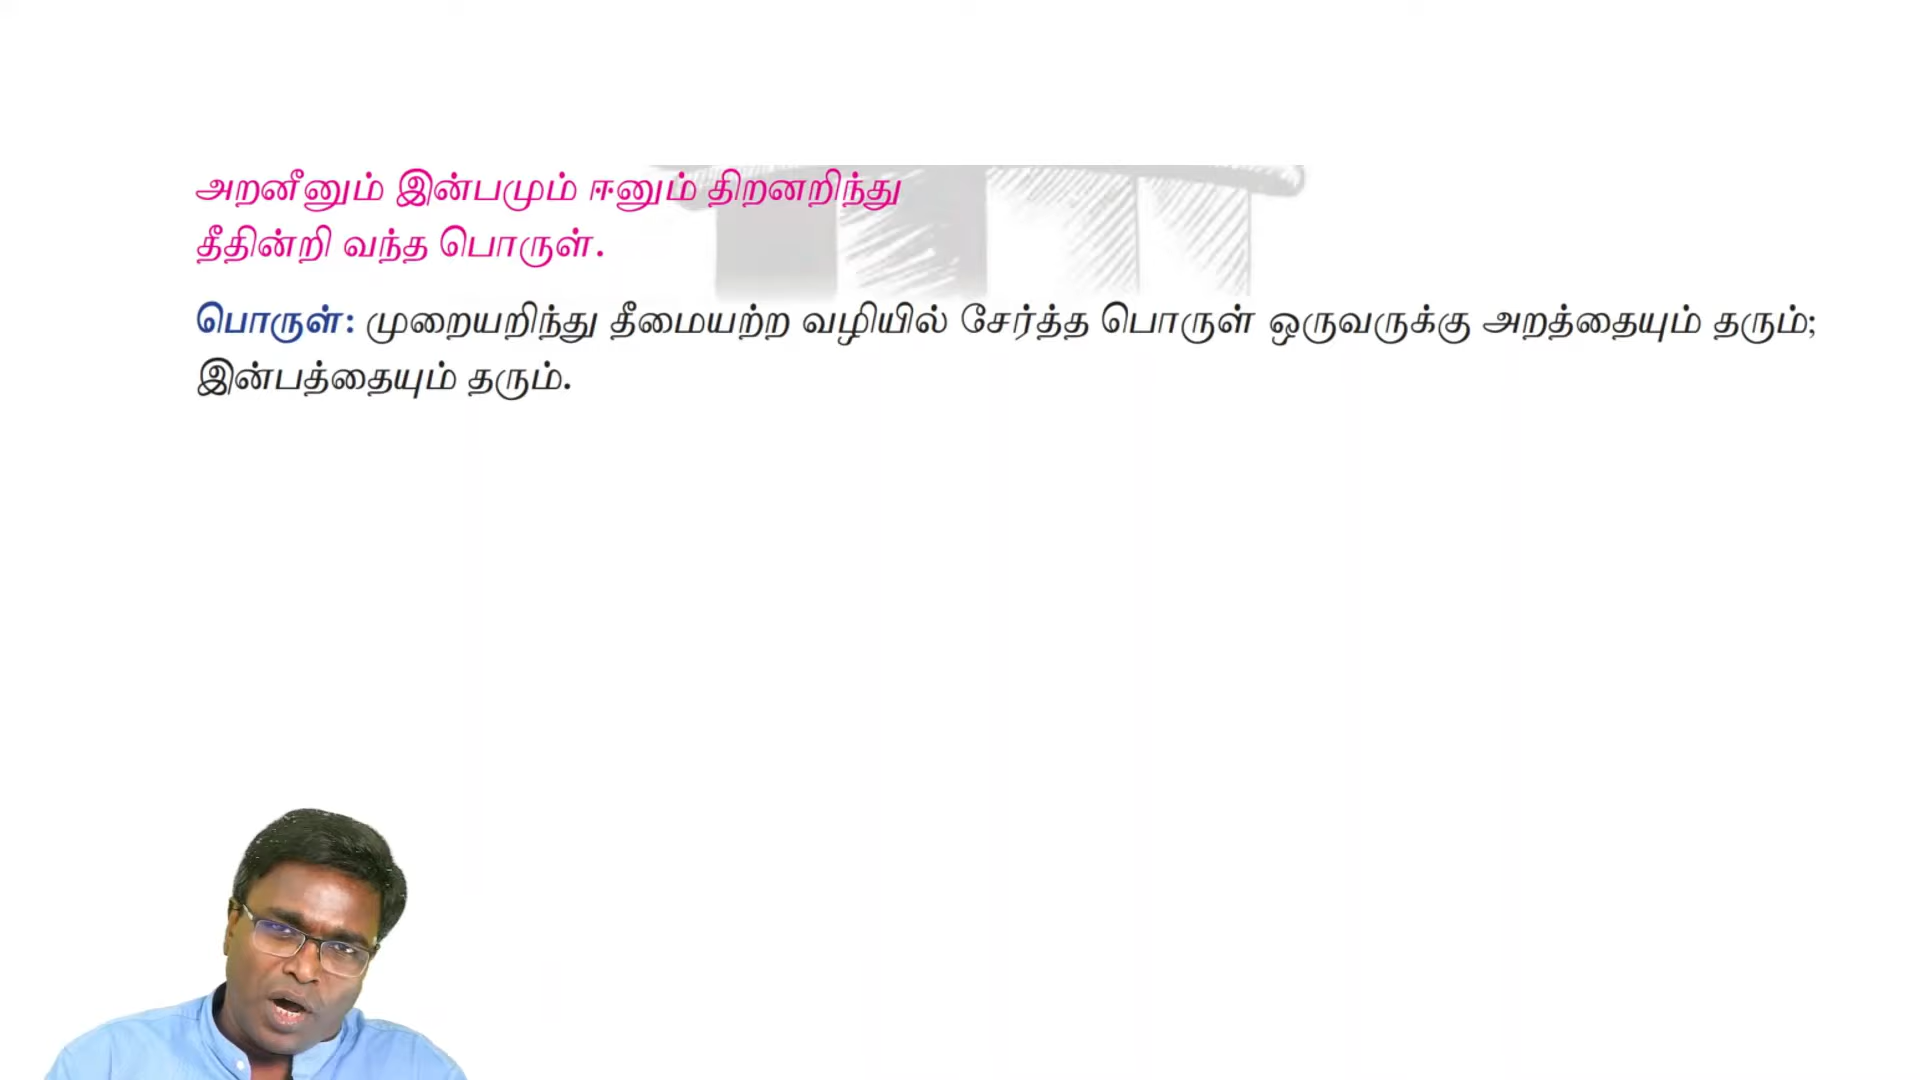 அறனீனும் இன்பமும் ஈனும் திறனறிந்து
தீதின்றி வந்த பொருள்.
பொருள்: முறையறிந்து தீமையற்ற வழியில் சேர்த்த பொருள் ஒருவருக்கு அறத்தையும் தரும்;
இன்பத்தையும் தரும்.